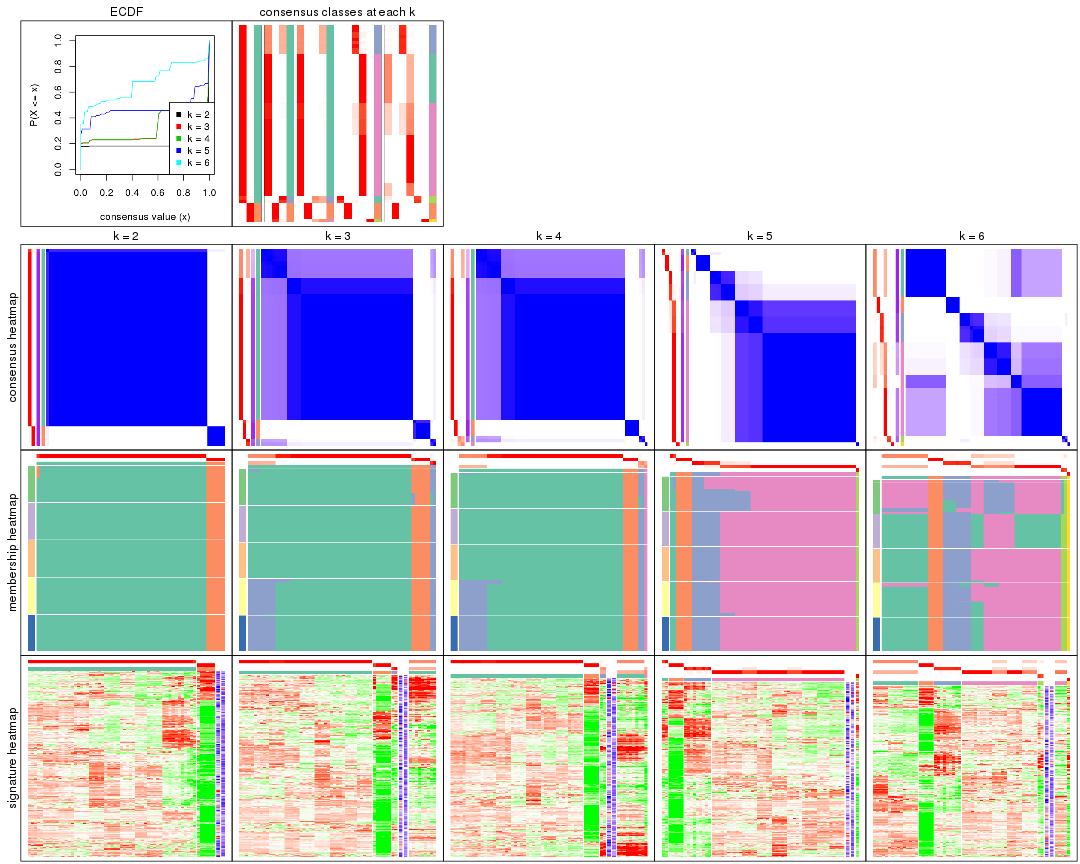 ECDF
consensus classes at each k
P(X <= x)
0.0 0.2 0.4 0.6 0.8 1.0
k = 2
k = 3
k = 4
k = 5
k = 6
0.0 0.2 0.4 0.6 0.8 1.0
consensus value (x)
k = 2
k = 3
k = 4
k = 5
k = 6
consensus heatmap
membership heatmap
signature heatmap